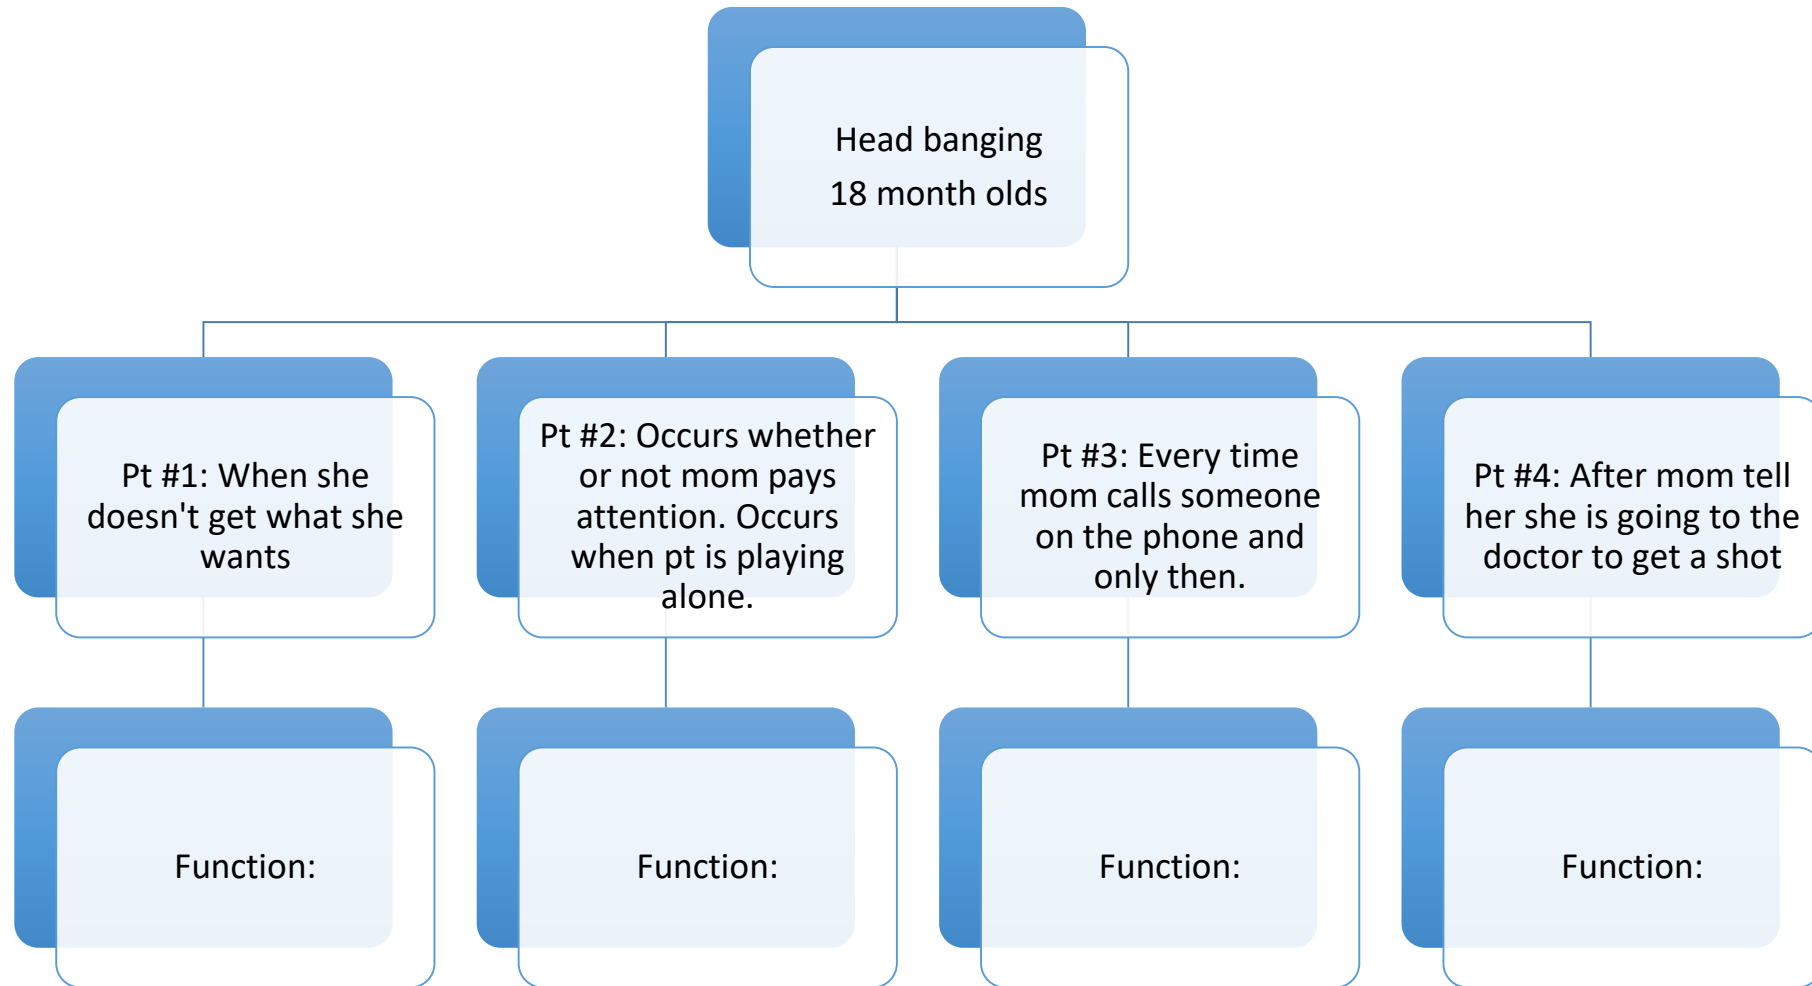 Head banging
18 month olds
Pt #1: When she
doesn't get what she
wants
Pt #2: Occurs whether
or not mom pays
attention. Occurs
when pt is playing
alone.
Pt #3: Every time
mom calls someone
on the phone and
only then.
Pt #4: After mom tell
her she is going to the
doctor to get a shot
Function:
Function:
Function:
Function: